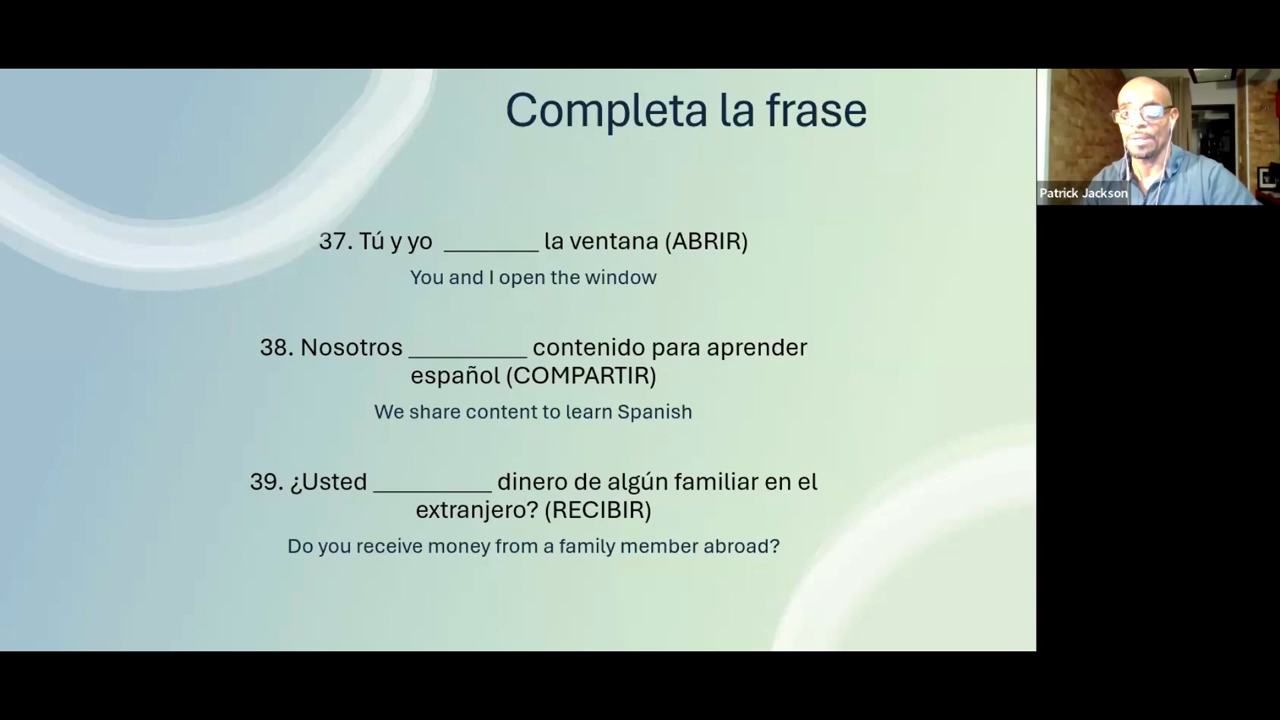 Completa la frase
37. Tú y yo ________ la ventana (ABRIR)
You and I open the window
38. Nosotros __________ contenido para aprender
español (COMPARTIR)
We share content to learn Spanish
39. ¿Usted __________ dinero de algún familiar en el
extranjero? (RECIBIR)
Do you receive money from a family member abroad?
Patrick Jackson